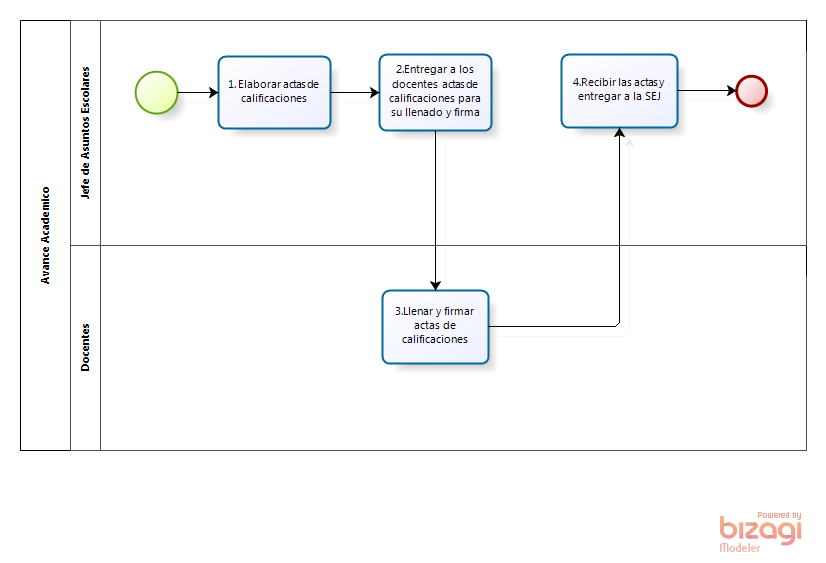 Avance Academico
Jefe de Asuntos Escolares
1. Elaborar actas de
calificaciones
2.Entregar a los
docentes actas de
calificaciones para
su llenado y firma
4.Recibir las actas y
entregar a la SEJ
Docentes
3.Llenar y firmar
actas de
calificaciones
Powered by
bizagi
Modeler